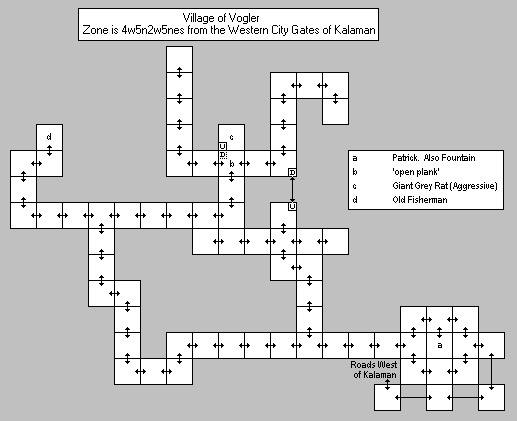 Village of Vogler
Zone is 4w5n2w5nes from the Western City Gates of Kalaman
d
c
U
D
b
D
U
a Patrick. Also Fountain
b 'open plank'
c Giant Grey Rat (Aggressive)
d Old Fisherman
a
Roads West
of Kalaman